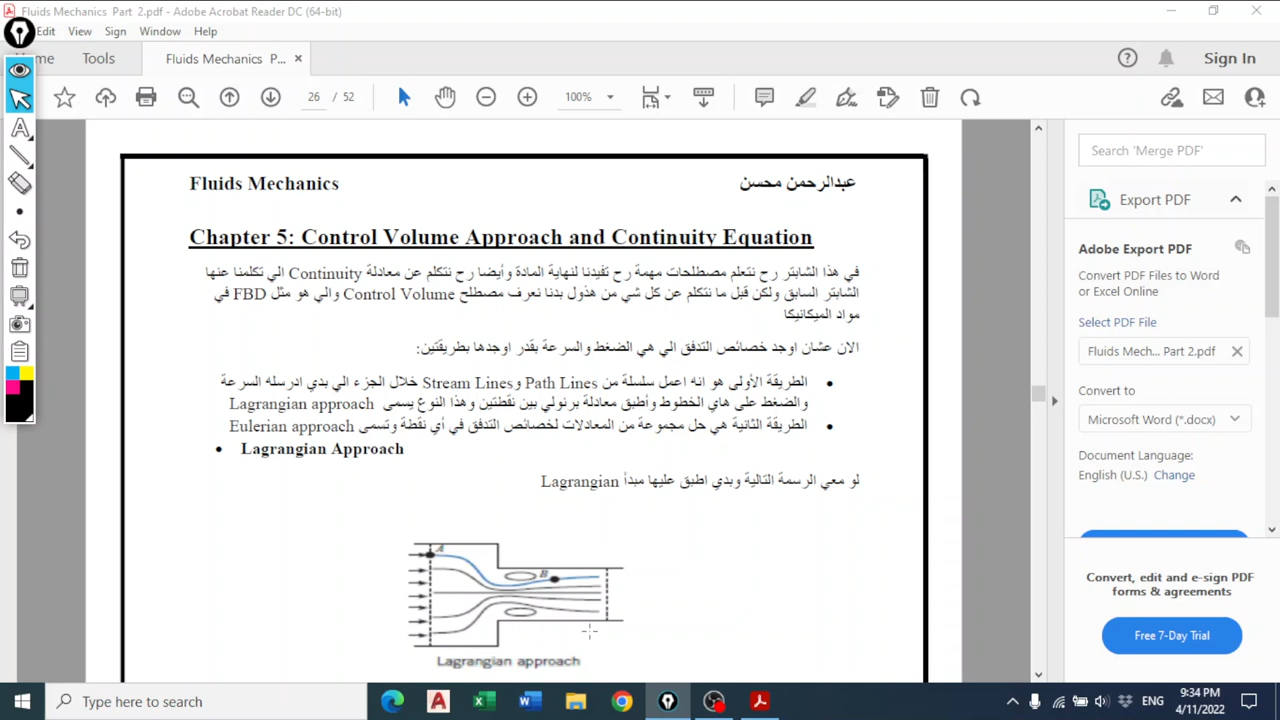 Fluids Mechanics Part 2.pdf - Adobe Acrobat Reader DC (64-bit)
Edit View Sign Window Help
me Tools Fluids Mechanics P... × Sign In
26 / 52 100%
Search 'Merge PDF'
Export PDF
Adobe Export PDF
Convert PDF Files to Word
or Excel Online
Select PDF File
Fluids Mech... Part 2.pdf
Convert to
Microsoft Word (*.docx)
Document Language:
English (U.S.) Change
Convert, edit and e-sign PDF
forms & agreements
Free 7-Day Trial
Fluids Mechanics عبدالرحمن محسن
Chapter 5: Control Volume Approach and Continuity Equation
في هذا الشابتر رح نتعلم مصطلحات مهمة رح تفيدنا لنهاية المادة وأيضا رح نتكلم عن معادلة Continuity الي تكلمنا عنها
الشابتر السابق ولكن قبل ما نتكلم عن كل شي من هذول بدنا نعرف مصطلح Control Volume والي هو مثل FBD في
مواد الميكانيكا
الان عشان اوجد خصائص التدفق الي هي الضغط والسرعة بقدر اوجدها بطريقتين:
• الطريقة الأولى هو انه اعمل سلسلة من Path Lines و Stream Lines خلال الجزء الي بدي ادرسله السرعة
والضغط على هاي الخطوط وأطبق معادلة برنولي بين نقطتين وهذا النوع يسمى Lagrangian approach
• الطريقة الثانية هي حل مجموعة من المعادلات لخصائص التدفق في أي نقطة وتسمى Eulerian approach
• Lagrangian Approach
لو معي الرسمة التالية وبدي اطبق عليها مبدأ Lagrangian
A
B
Lagrangian approach
Type here to search
ENG
9:34 PM
4/11/2022